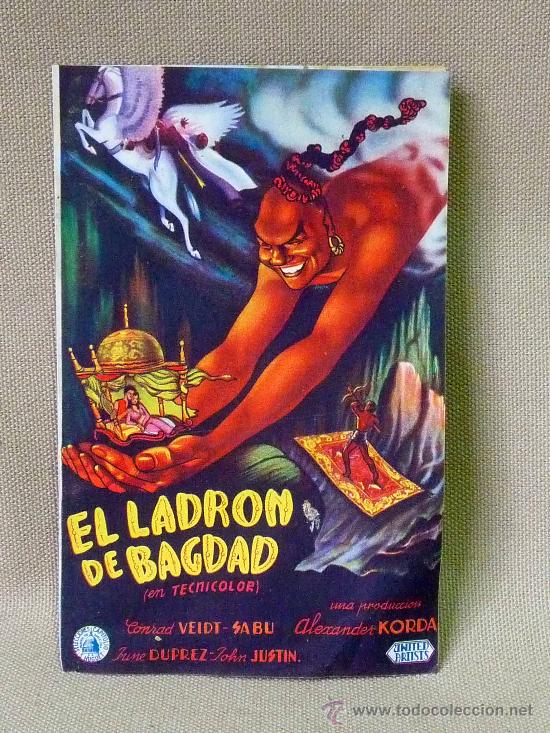 EL LADRON
DE BAGDAD
(en TECNICOLOR)
una producción
Conrad VEIDT-SABU
Alexander KORDA
June DUPREZ-John JUSTIN.
UNITED
ARTISTS
© todocoleccion
www.todocoleccion.net